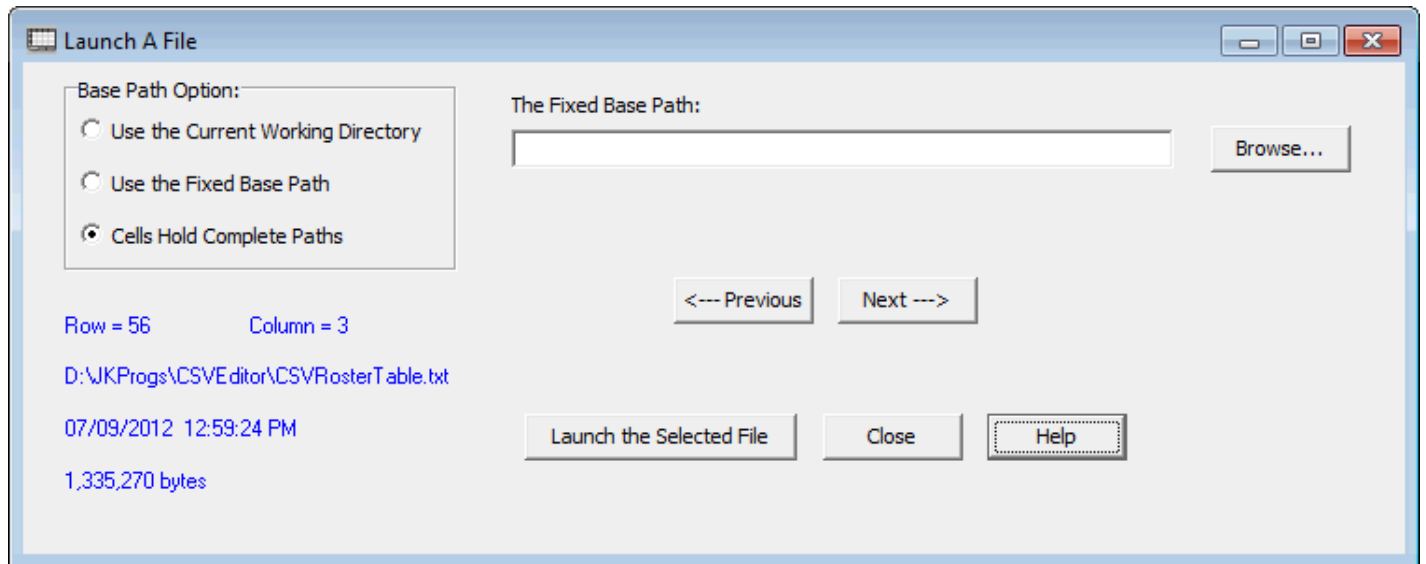 Launch A File
Base Path Option:
Use the Current Working Directory
Use the Fixed Base Path
Cells Hold Complete Paths
The Fixed Base Path:
Browse...
<--- Previous Next --->
Row = 56 Column = 3
D:\JKProgs\CSVEditor\CSVRosterTable.txt
07/09/2012 12:59:24 PM
1,335,270 bytes
Launch the Selected File Close Help